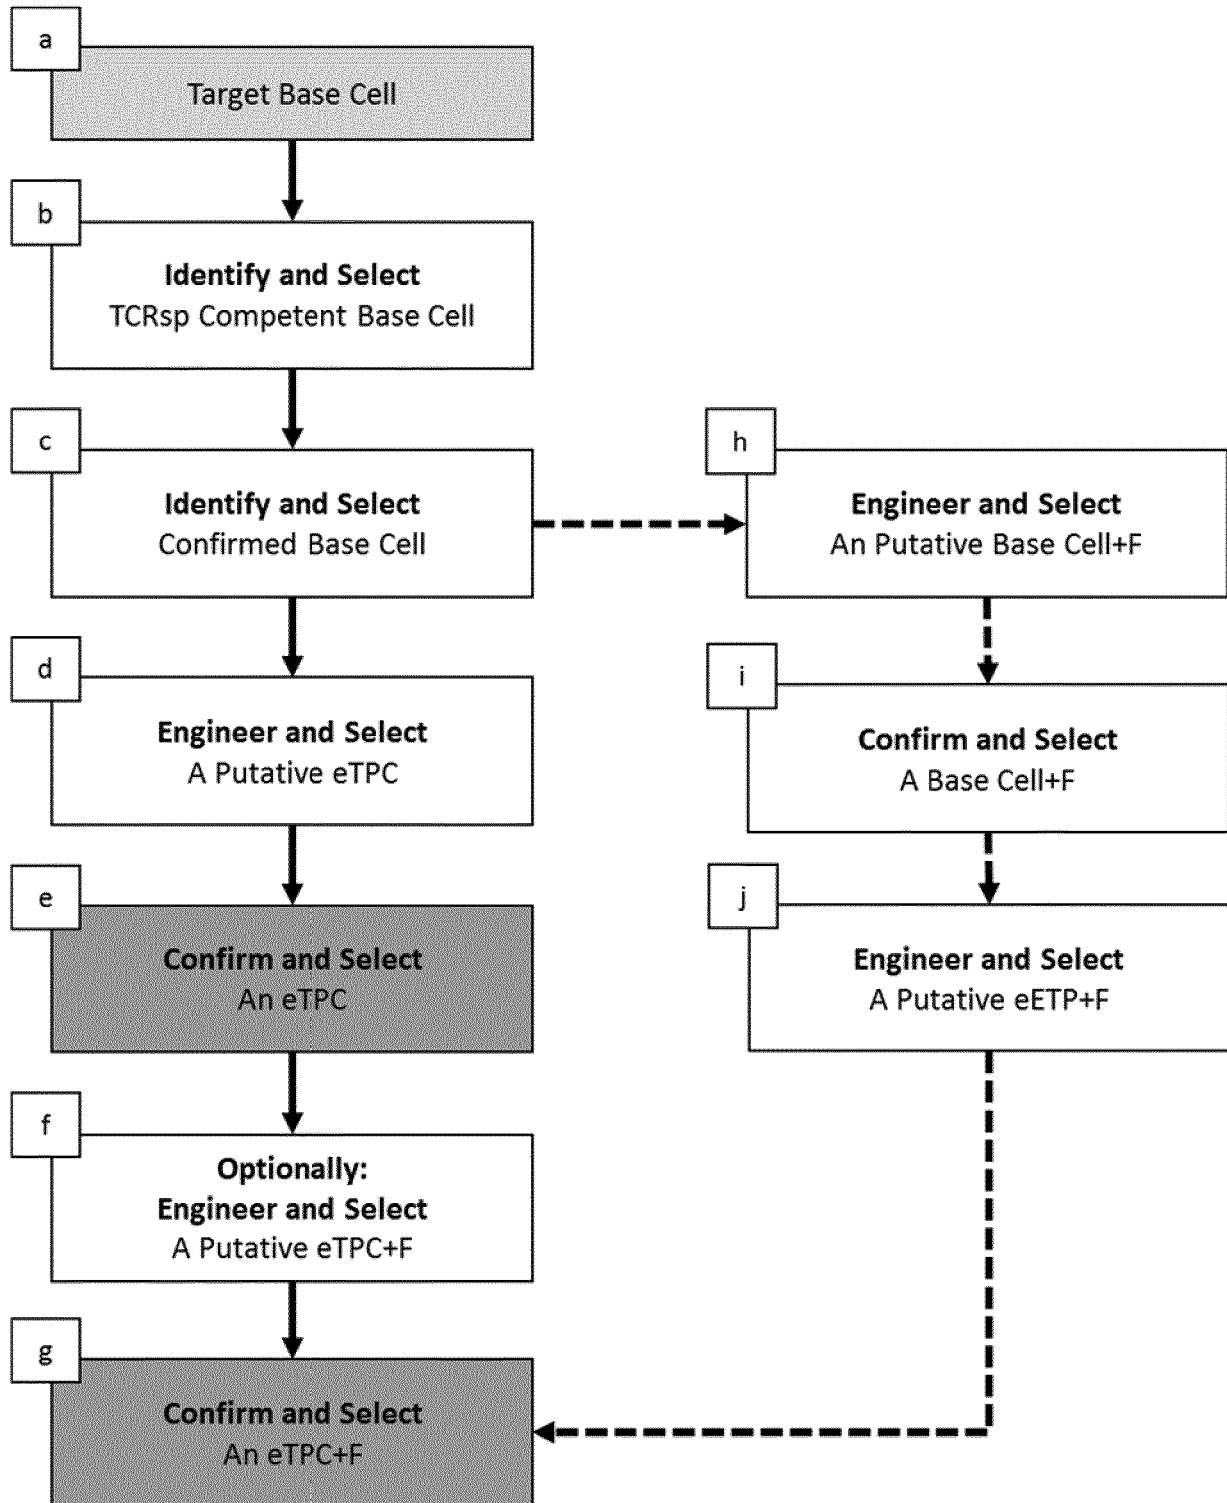 a
Target Base Cell
b
Identify and Select
TCRsp Competent Base Cell
c
Identify and Select
Confirmed Base Cell
d
Engineer and Select
A Putative eTPC
e
Confirm and Select
An eTPC
f
Optionally:
Engineer and Select
A Putative eTPC+F
g
Confirm and Select
An eTPC+F
h
Engineer and Select
An Putative Base Cell+F
i
Confirm and Select
A Base Cell+F
j
Engineer and Select
A Putative eETP+F